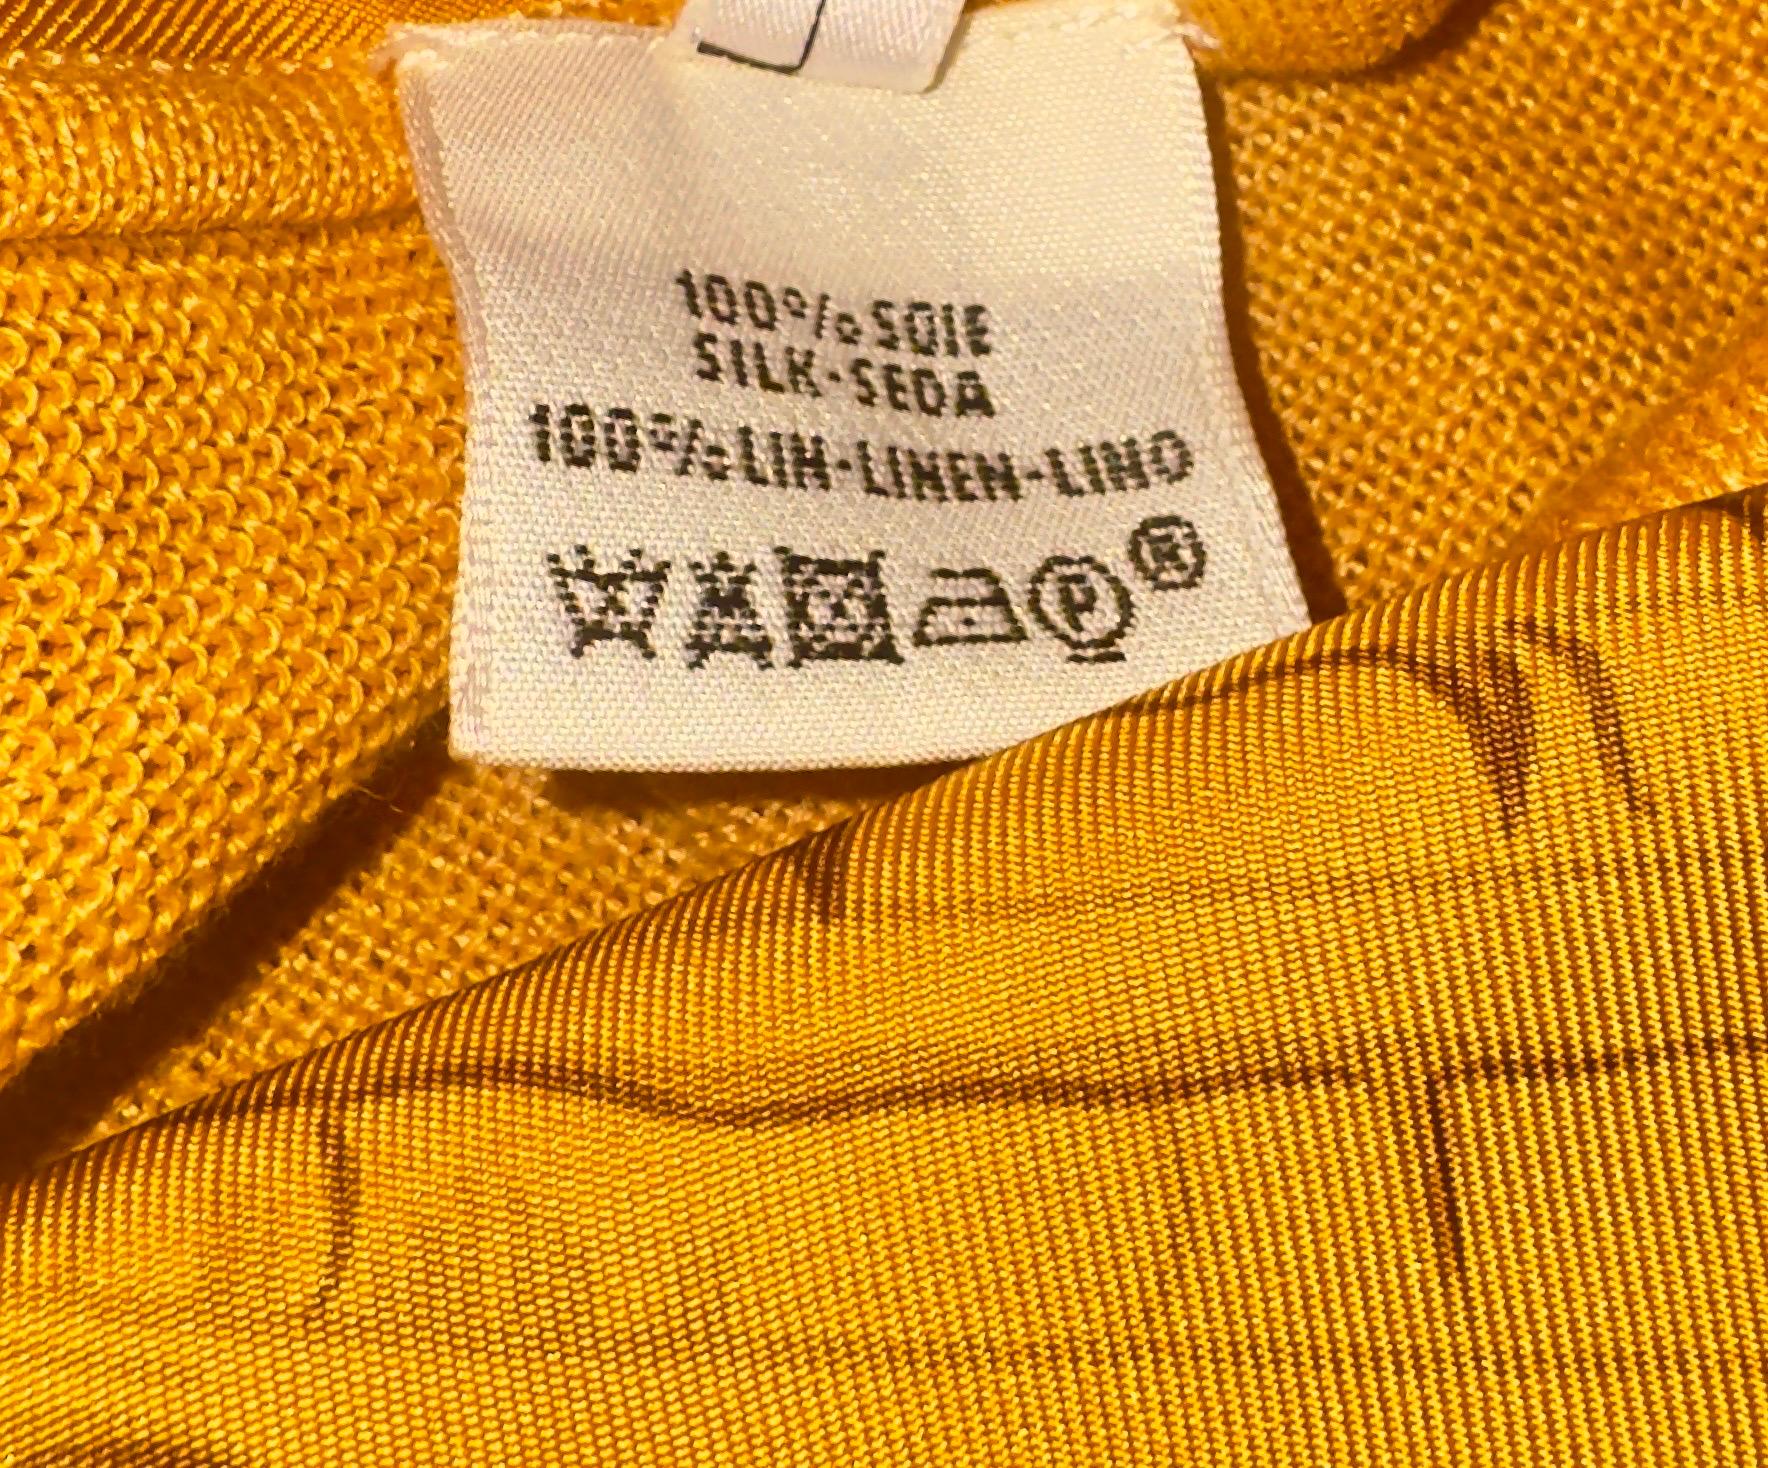 100% SOIE
SILK-SEDA
100% LIN-LINEN-LINO
P ®